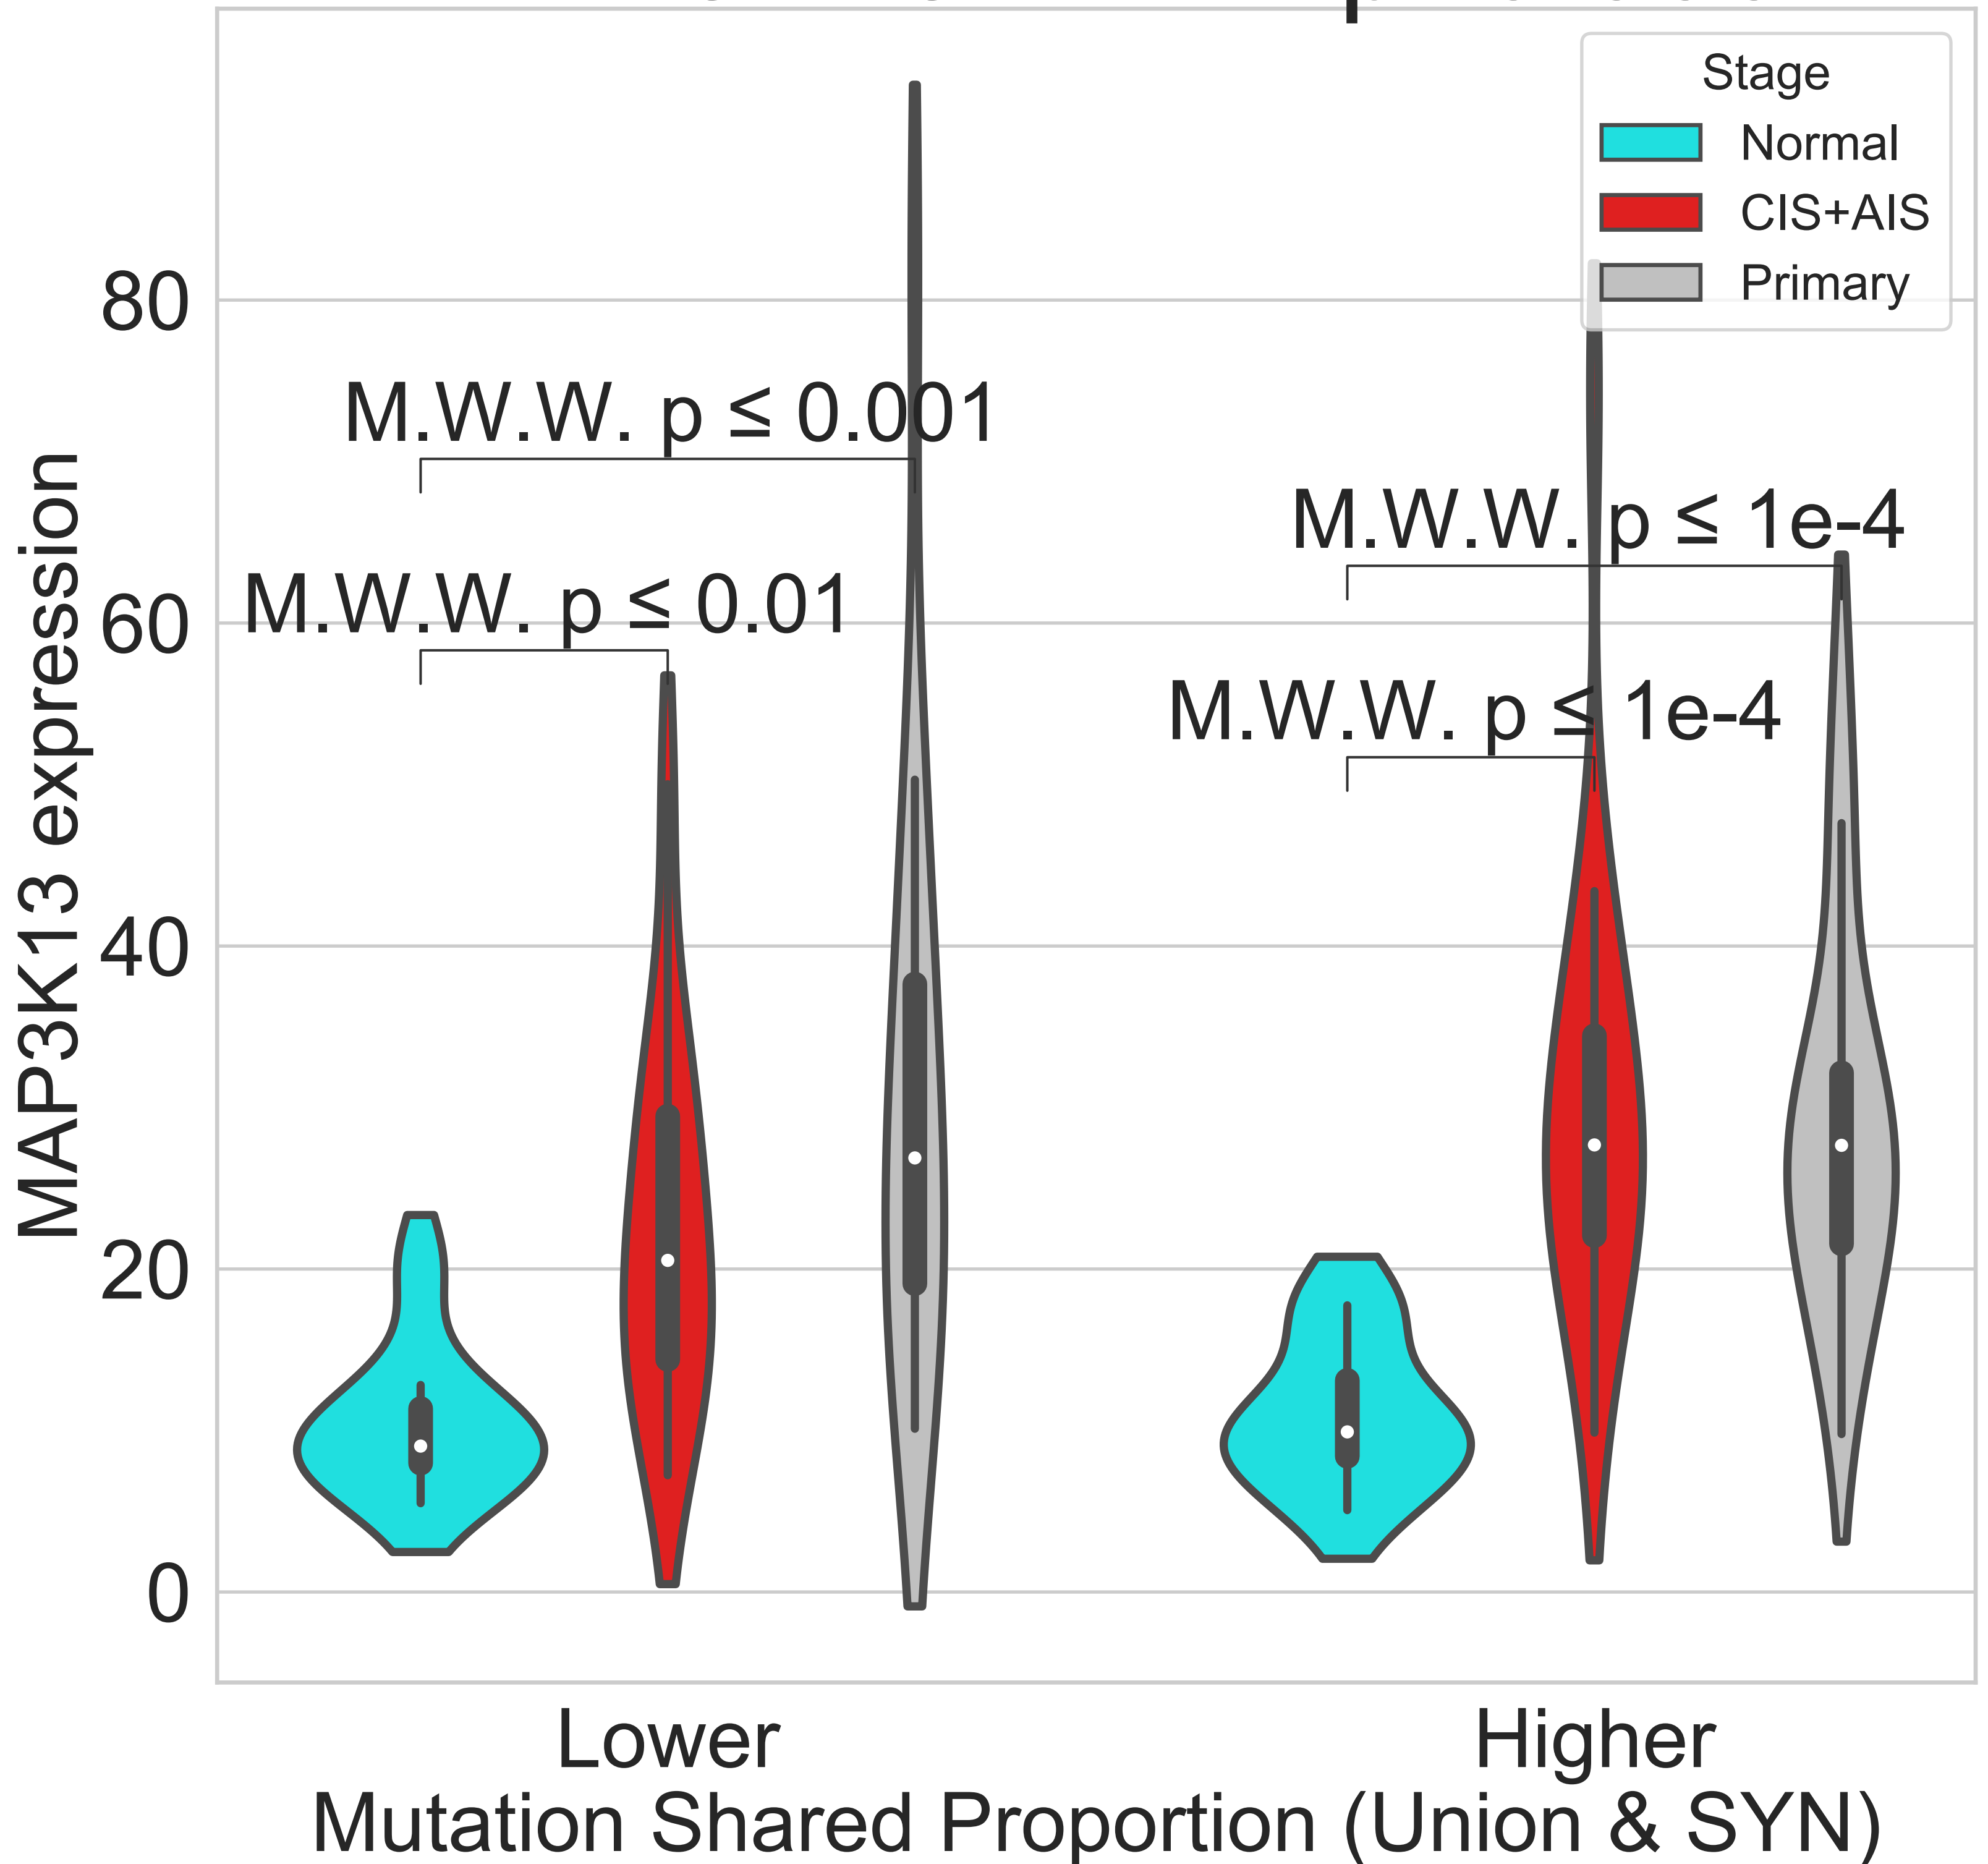 Stage
Normal
CIS+AIS
Primary
80
60
40
20
0
MAP3K13 expression
M.W.W. p ≤ 0.001
M.W.W. p ≤ 0.01
M.W.W. p ≤ 1e-4
M.W.W. p ≤ 1e-4
Lower
Higher
Mutation Shared Proportion (Union & SYN)